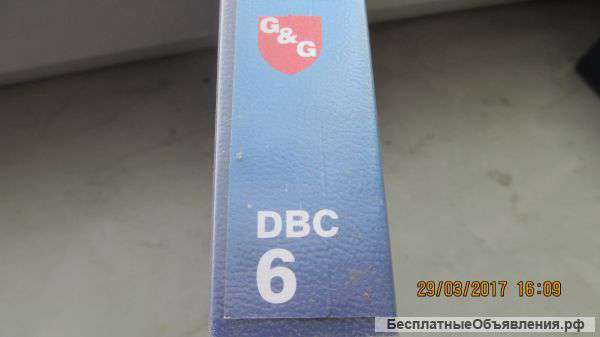 G&G
DBC
6
29/03/2017 16:09
БесплатныеОбъявления.рф